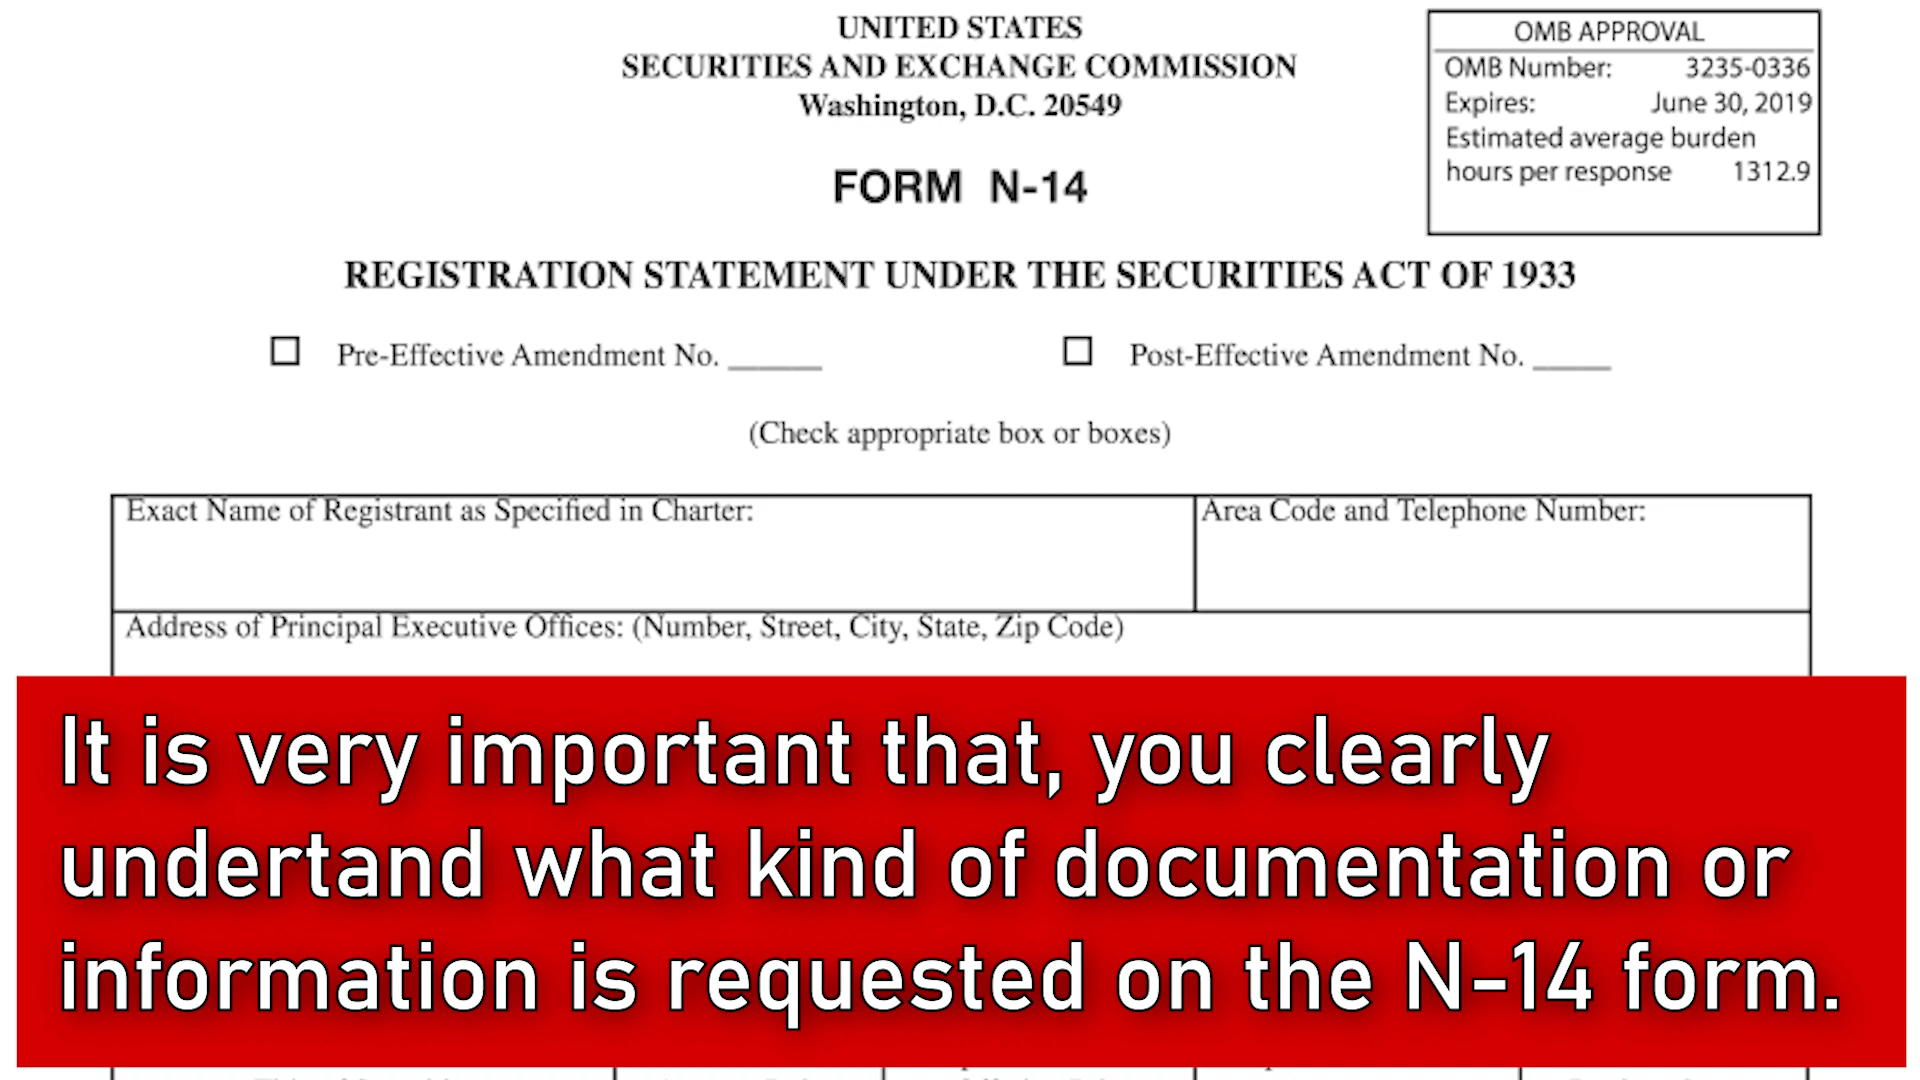 UNITED STATES
SECURITIES AND EXCHANGE COMMISSION
Washington, D.C. 20549
FORM N-14
OMB APPROVAL
OMB Number: 3235-0336
Expires: June 30, 2019
Estimated average burden
hours per response 1312.9
REGISTRATION STATEMENT UNDER THE SECURITIES ACT OF 1933
Pre-Effective Amendment No. ______
Post-Effective Amendment No. _____
(Check appropriate box or boxes)
Exact Name of Registrant as Specified in Charter:
Area Code and Telephone Number:
Address of Principal Executive Offices: (Number, Street, City, State, Zip Code)
It is very important that, you clearly
undertand what kind of documentation or
information is requested on the N-14 form.